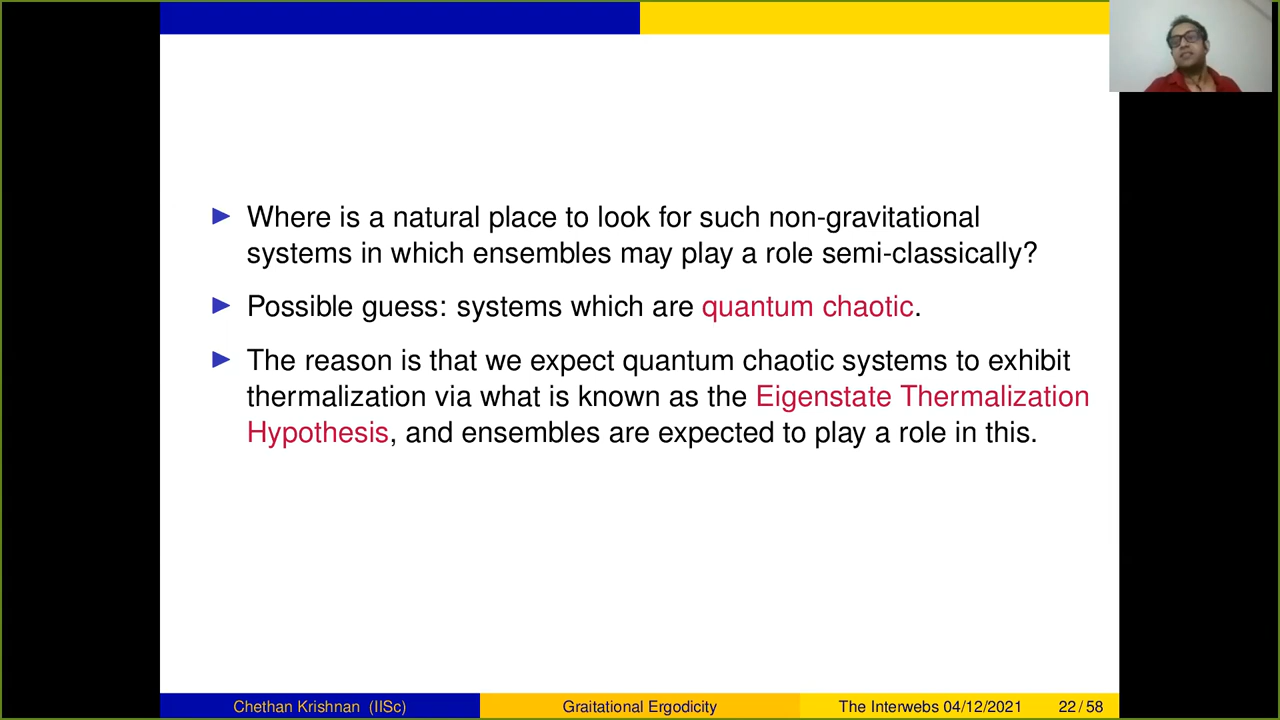 Where is a natural place to look for such non-gravitational
systems in which ensembles may play a role semi-classically?
Possible guess: systems which are quantum chaotic.
The reason is that we expect quantum chaotic systems to exhibit
thermalization via what is known as the Eigenstate Thermalization
Hypothesis, and ensembles are expected to play a role in this.
Chethan Krishnan (IISc) Graitational Ergodicity The Interwebs 04/12/2021 22 / 58